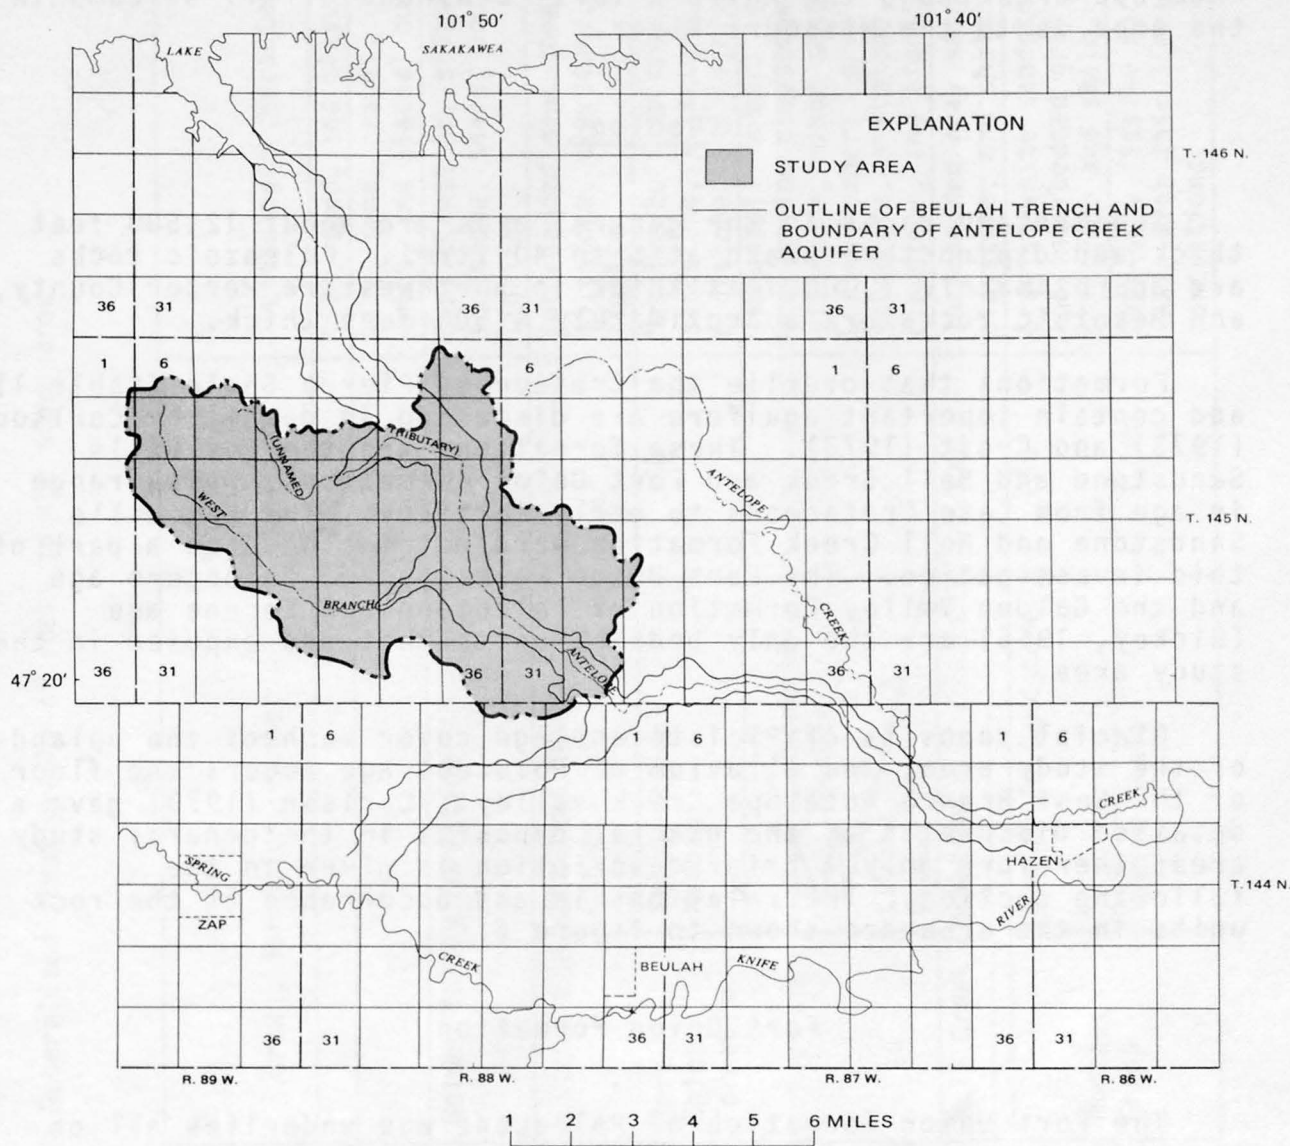 101° 50'
101° 40'
LAKE
SAKAKAWEA
EXPLANATION
T. 146 N.
STUDY AREA
OUTLINE OF BEULAH TRENCH AND
BOUNDARY OF ANTELOPE CREEK
AQUIFER
36 31
36 31
36 31
1 6
6
1 6
(UNNAMED
TRIBUTARY)
WEST
ANTELOPE
T. 145 N.
BRANCH
CREEK
ANTELOPE
47° 20'
36 31
36 31
36 31
1 6
1 6
1
CREEK
HAZEN
SPRING
T. 144 N.
ZAP
RIVER
CREEK
BEULAH
KNIFE
36 31
36 31
36 31
R. 89 W.
R. 88 W.
R. 87 W.
R. 86 W.
1 2 3 4 5 6 MILES